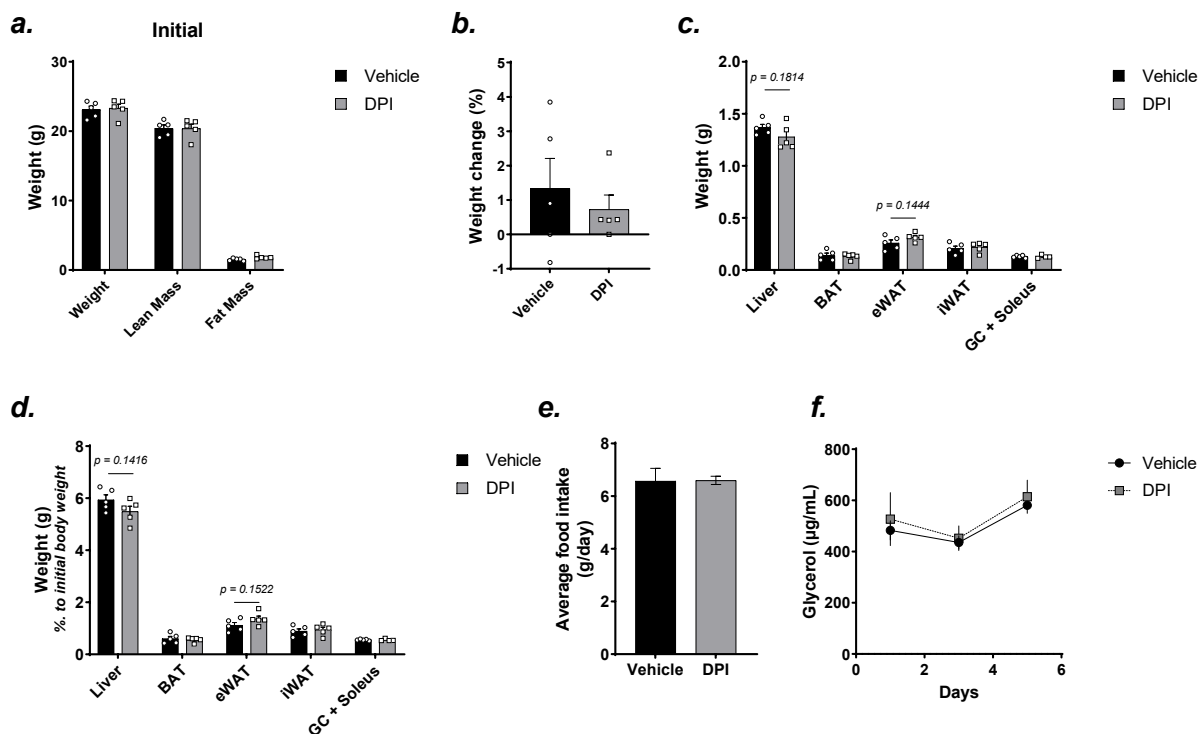 a.
Initial
Weight (g)
30
20
10
0
Weight
Lean Mass
Fat Mass
Vehicle
DPI
b.
Weight change (%)
5
4
3
2
1
0
-1
Vehicle
DPI
c.
Weight (g)
2.0
1.5
1.0
0.5
0.0
p = 0.1814
p = 0.1444
Liver
BAT
eWAT
iWAT
GC + Soleus
Vehicle
DPI
d.
Weight (g)
%. to initial body weight
8
6
4
2
0
p = 0.1416
p = 0.1522
Liver
BAT
eWAT
iWAT
GC + Soleus
Vehicle
DPI
e.
Average food intake
(g/day)
8
6
4
2
0
Vehicle
DPI
f.
Glycerol (µg/mL)
800
600
400
200
0
0
2
4
6
Days
Vehicle
DPI